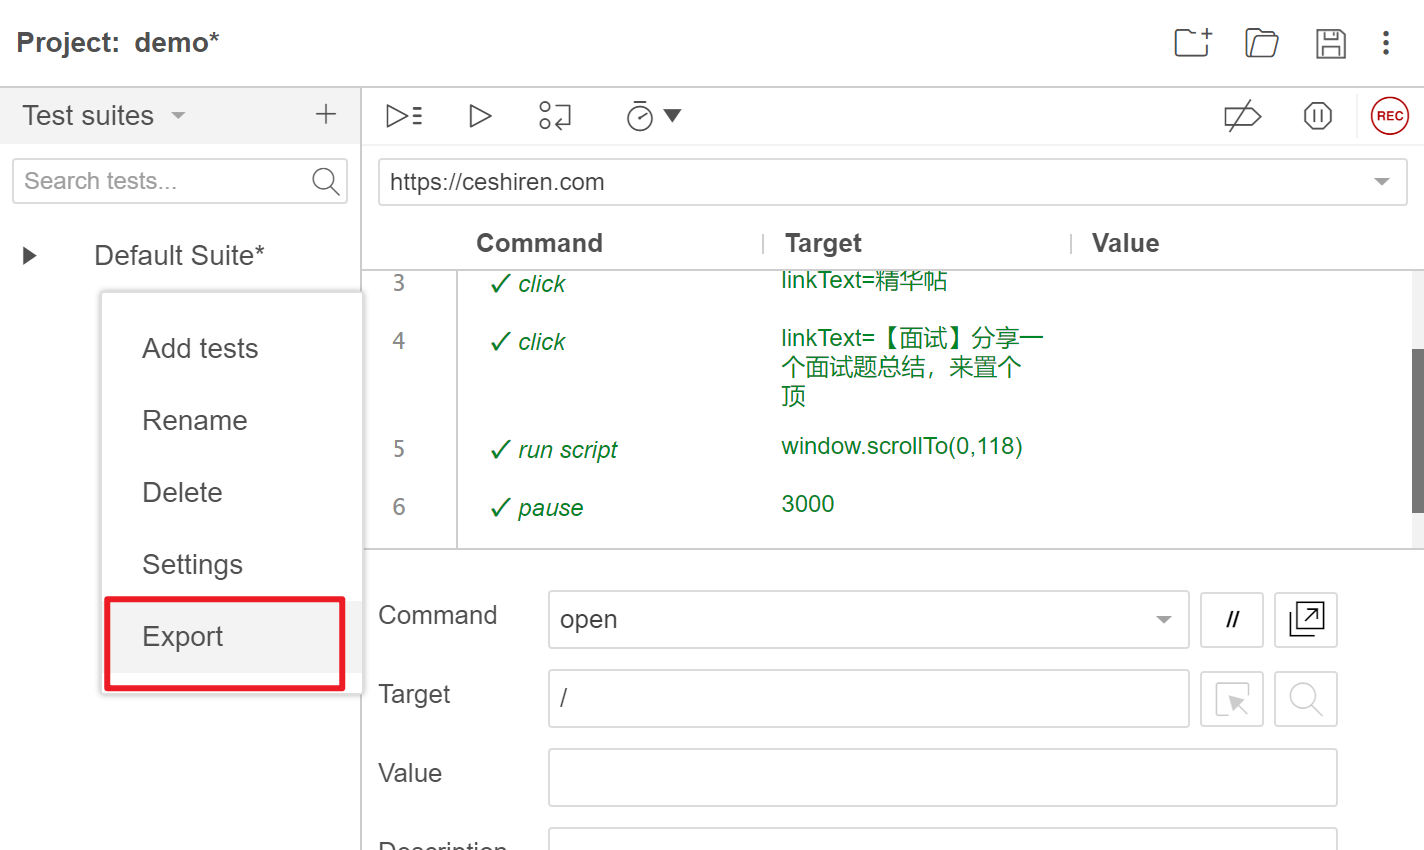 Project: demo*
Test suites
REC
Search tests...
https://ceshiren.com
Default Suite*
Command Target Value
3 ✓ click linkText=精华帖
4 ✓ click linkText=【面试】分享一
个面试题总结，来置个
顶
5 ✓ run script window.scrollTo(0,118)
6 ✓ pause 3000
Add tests
Rename
Delete
Settings
Export
Command open //
Target /
Value
Description